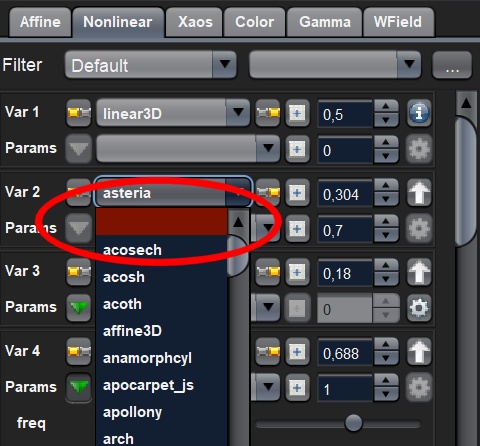 Affine Nonlinear Xaos Color Gamma WField
Filter Default ...
Var 1 linear3D 0,5
Params 0
Var 2 asteria 0,304
Params 0,7
acosech
Var 3 acosh 0,18
Params acoth 0
affine3D
Var 4 anamorphcyl 0,688
Params apocarpet_js 1
freq apollony
arch